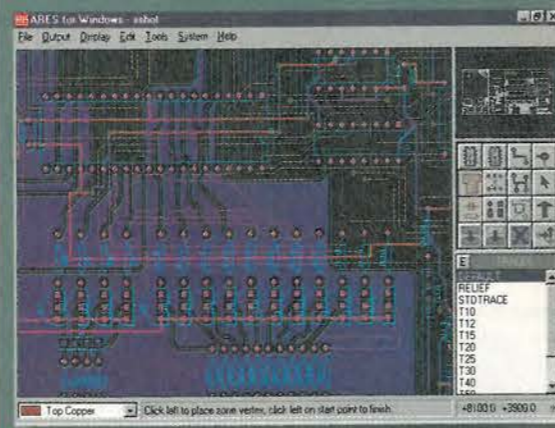 ARES for Windows - sshot
File Output Display Edit Tools System Help
E
DEFAULT
RELIEF
STDTRACE
T10
T12
T15
T20
T25
T30
T40
T50
Top Copper
Click left to place zone vertex, click left on start point to finish.
+8100.0 +3900.0